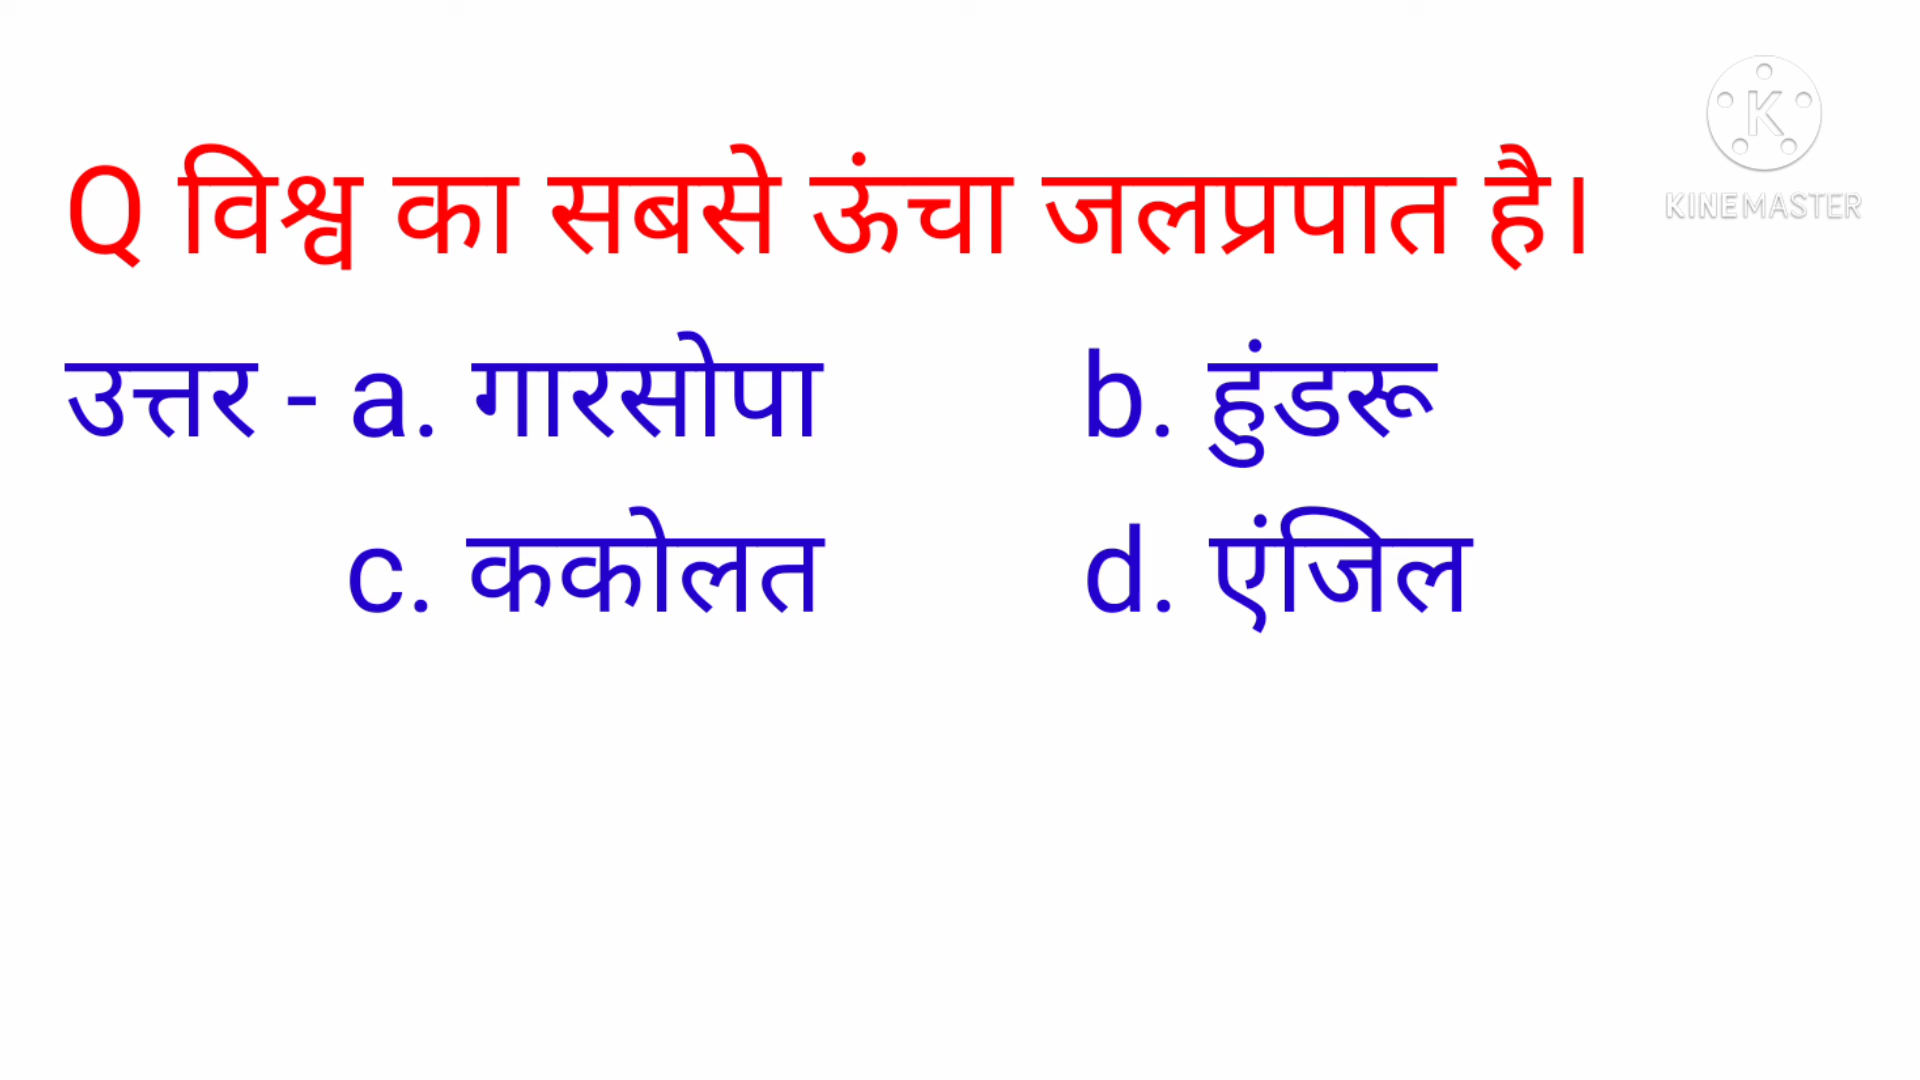 Q विश्व का सबसे ऊंचा जलप्रपात है।
K
KINEMASTER
उत्तर - a. गारसोपा b. हुंडरू
c. ककोलत d. एंजिल